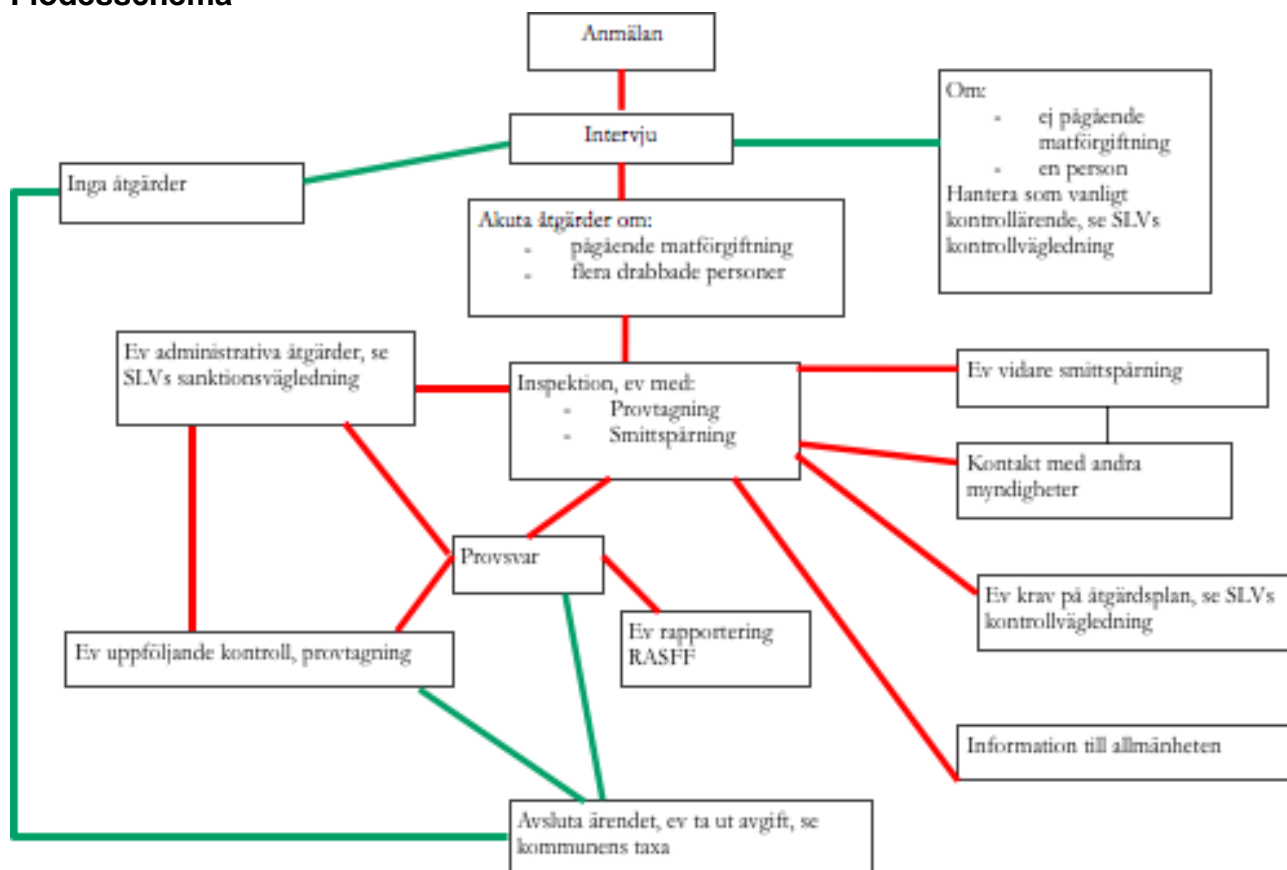 Flödesschema
Anmälan
Intervju
Om:
- ej pågående
matförgiftning
- en person
Hantera som vanligt
kontrollärende, se SLVs
kontrollvägledning
Inga åtgärder
Akuta åtgärder om:
- pågående matförgiftning
- flera drabbade personer
Ev administrativa åtgärder, se
SLVs sanktionsvägledning
Inspektion, ev med:
- Provtagning
- Smittspårning
Ev vidare smittspårning
Kontakt med andra
myndigheter
Provsvar
Ev krav på åtgärdsplan, se SLVs
kontrollvägledning
Ev rapportering
RASFF
Ev uppföljande kontroll, provtagning
Information till allmänheten
Avsluta ärendet, ev ta ut avgift, se
kommunens taxa